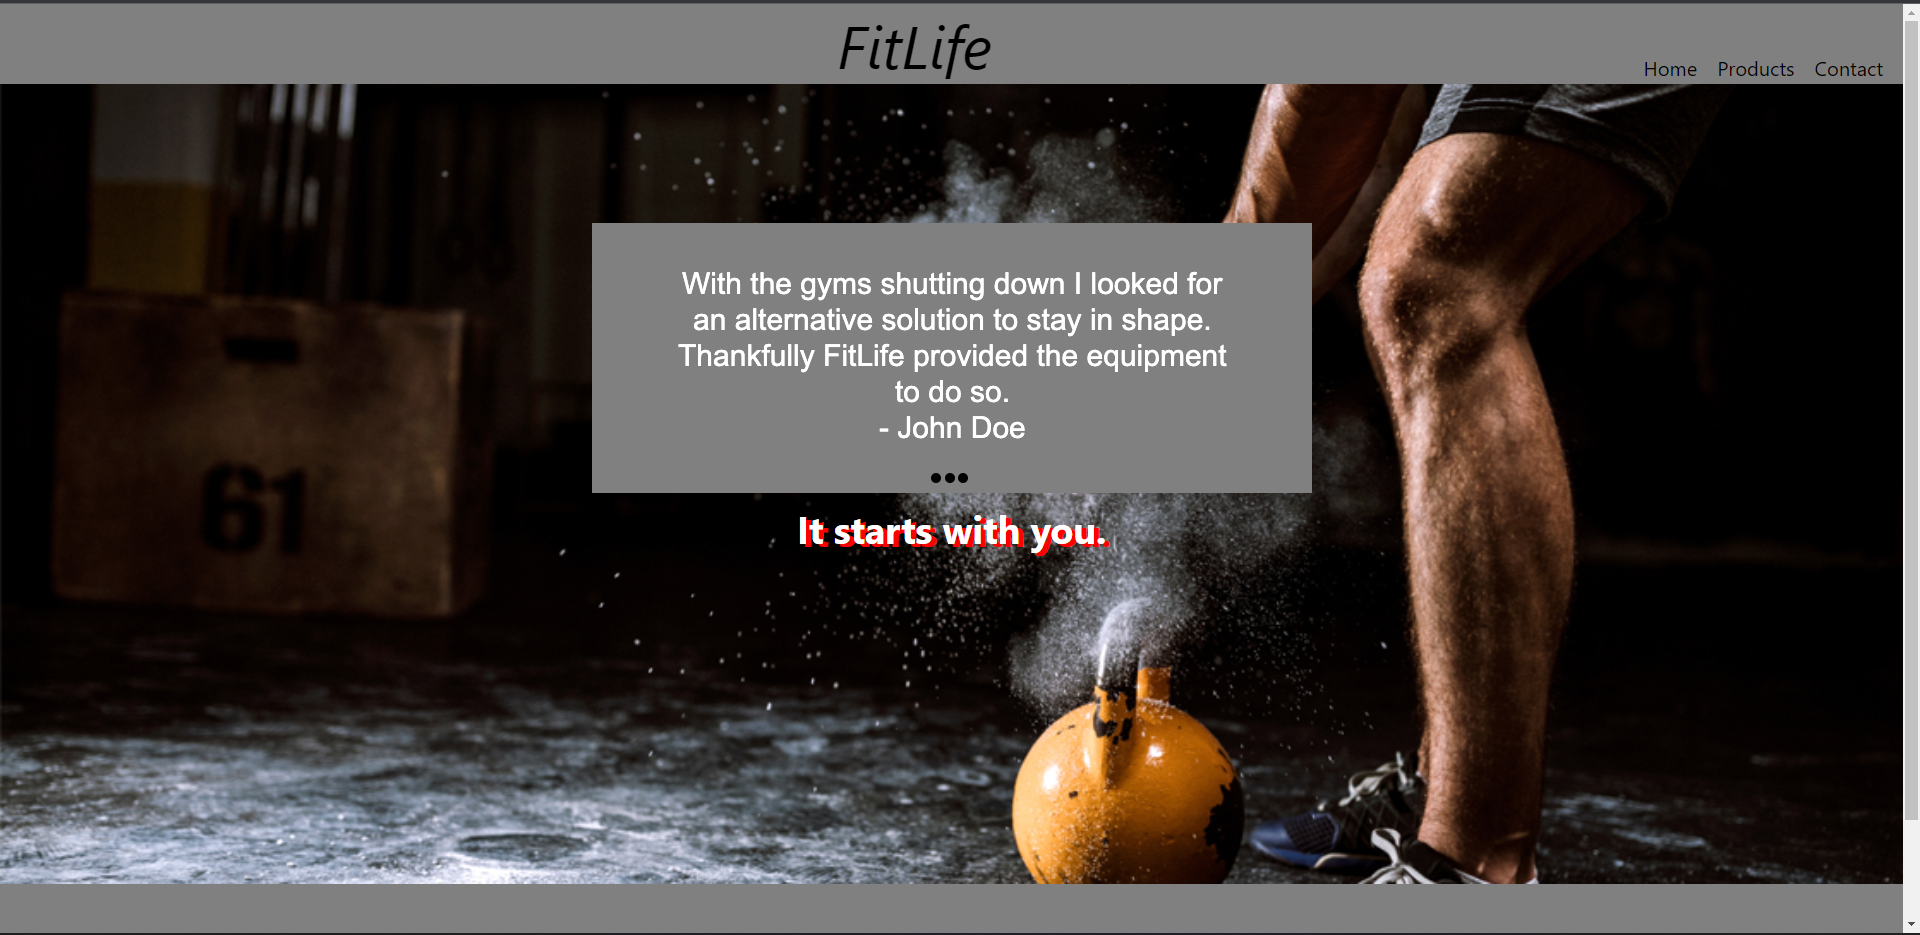 FitLife
Home Products Contact
With the gyms shutting down I looked for
an alternative solution to stay in shape.
Thankfully FitLife provided the equipment
to do so.
- John Doe
It starts with you.
61